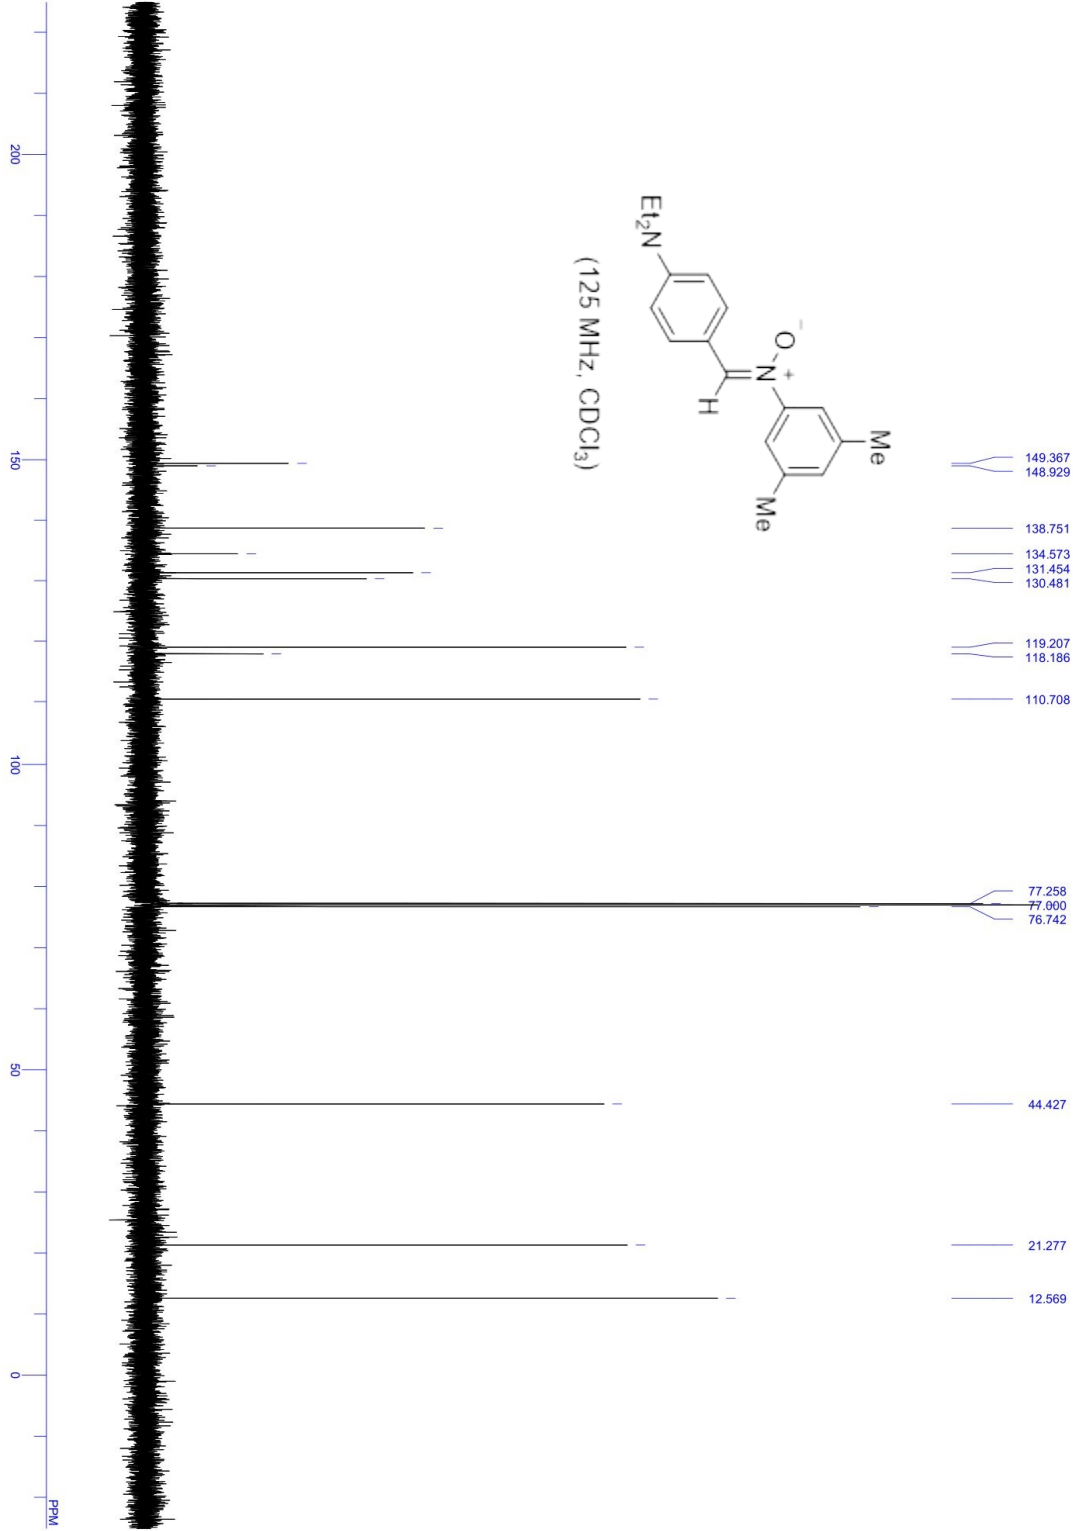 Et₂N
O
-
N
+
H
Me
Me
(125 MHz, CDCl₃)
149.367
148.929
138.751
134.573
131.454
130.481
119.207
118.186
110.708
77.258
77.000
76.742
44.427
21.277
12.569
200
150
100
50
0
PPM